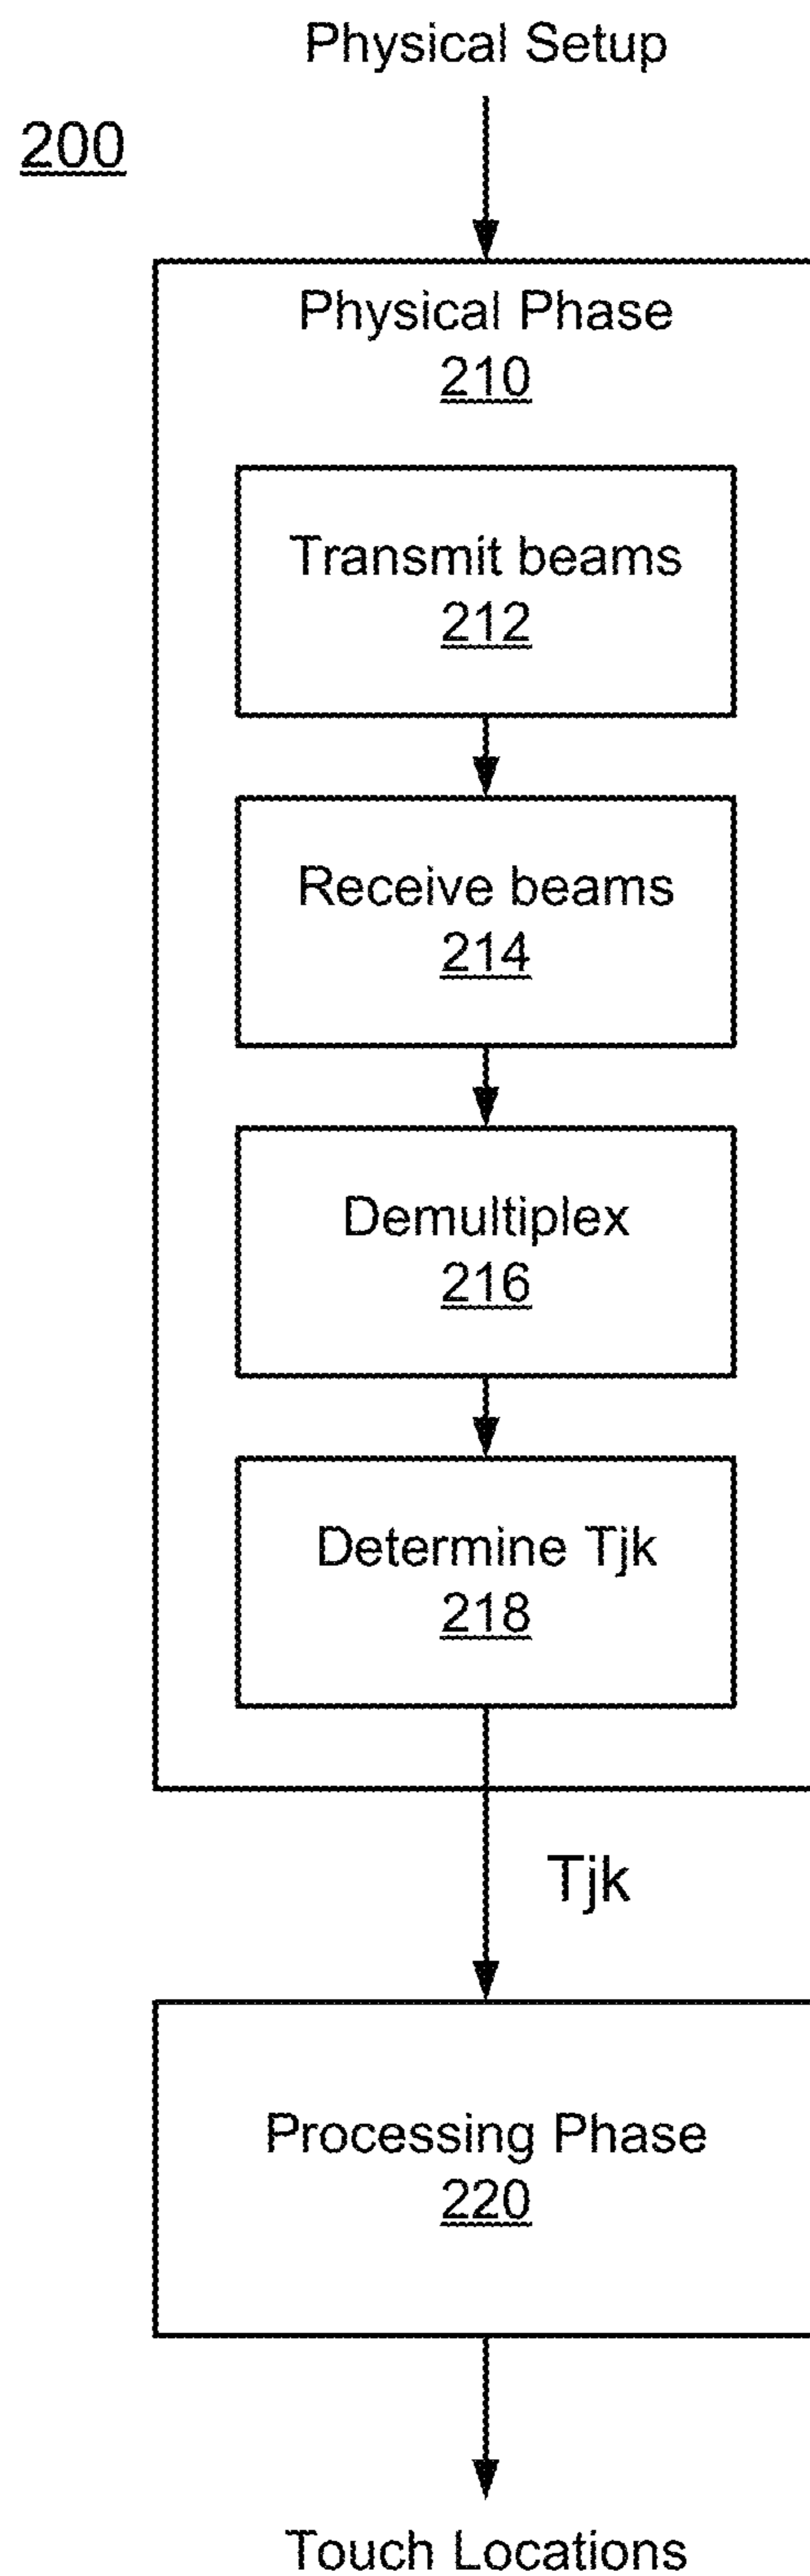 Physical Setup
200
Physical Phase
210
Transmit beams
212
Receive beams
214
Demultiplex
216
Determine Tjk
218
Tjk
Processing Phase
220
Touch Locations